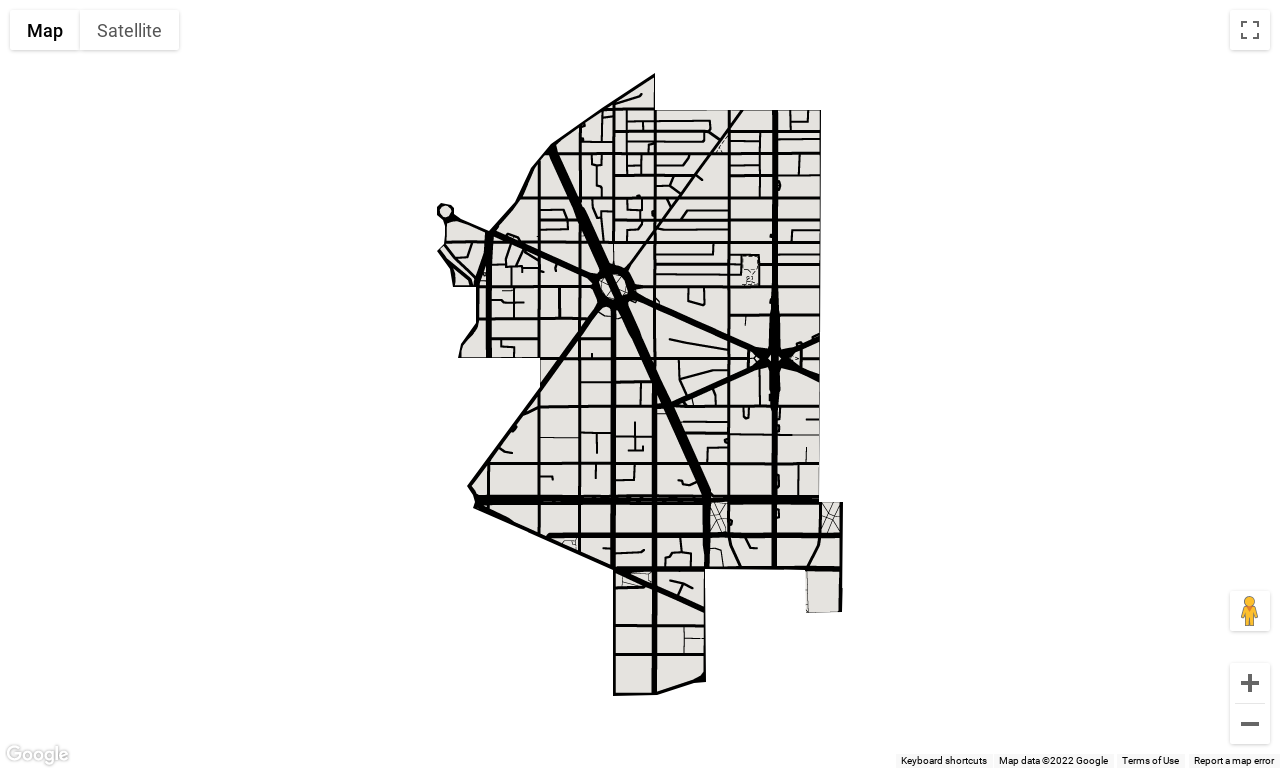 Map Satellite
Google
Keyboard shortcuts Map data ©2022 Google Terms of Use Report a map error